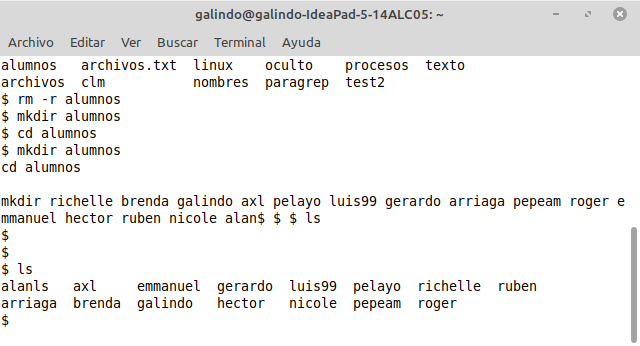 galindo@galindo-IdeaPad-5-14ALC05: ~
Archivo Editar Ver Buscar Terminal Ayuda
alumnos archivos.txt linux oculto procesos texto
archivos clm nombres paragrep test2
$ rm -r alumnos
$ mkdir alumnos
$ cd alumnos
$ mkdir alumnos
cd alumnos
mkdir richelle brenda galindo axl pelayo luis99 gerardo arriaga pepeam roger e
mmanuel hector ruben nicole alan$ $ $ ls
$
$
$ ls
alanls axl emmanuel gerardo luis99 pelayo richelle ruben
arriaga brenda galindo hector nicole pepeam roger
$